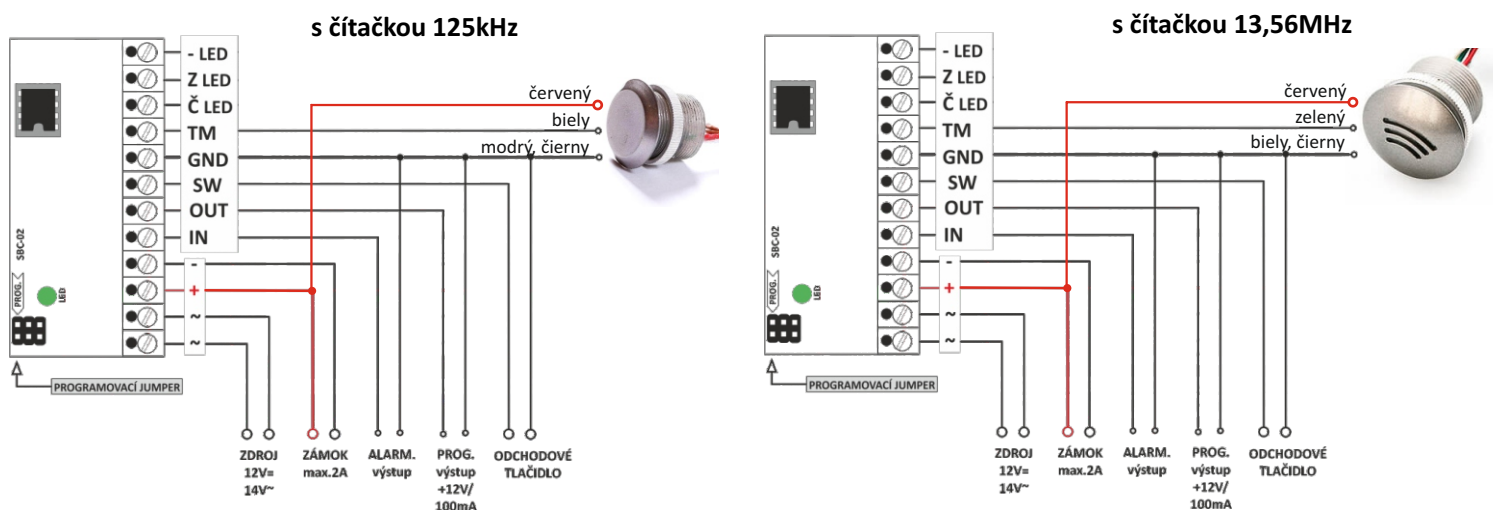 s čítačkou 125kHz
- LED
Z LED
Č LED
TM
GND
SW
OUT
IN
-
+
~
~
červený
biely
modrý, čierny
SBC-02
PROG.
LED
PROGRAMOVACÍ JUMPER
ZDROJ
12V=
14V~
ZÁMOK
max.2A
ALARM.
výstup
PROG.
výstup
+12V/
100mA
ODCHODOVÉ
TLAČIDLO
s čítačkou 13,56MHz
- LED
Z LED
Č LED
TM
GND
SW
OUT
IN
-
+
~
~
červený
zelený
biely, čierny
SBC-02
PROG.
LED
PROGRAMOVACÍ JUMPER
ZDROJ
12V=
14V~
ZÁMOK
max.2A
ALARM.
výstup
PROG.
výstup
+12V/
100mA
ODCHODOVÉ
TLAČIDLO